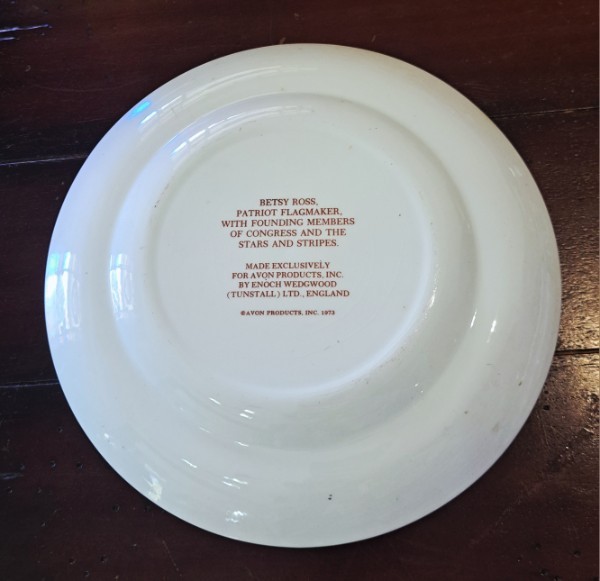 BETSY ROSS,
PATRIOT FLAGMAKER,
WITH FOUNDING MEMBERS
OF CONGRESS AND THE
STARS AND STRIPES.
MADE EXCLUSIVELY
FOR AVON PRODUCTS, INC.
BY ENOCH WEDGWOOD
(TUNSTALL) LTD., ENGLAND
©AVON PRODUCTS, INC. 1973